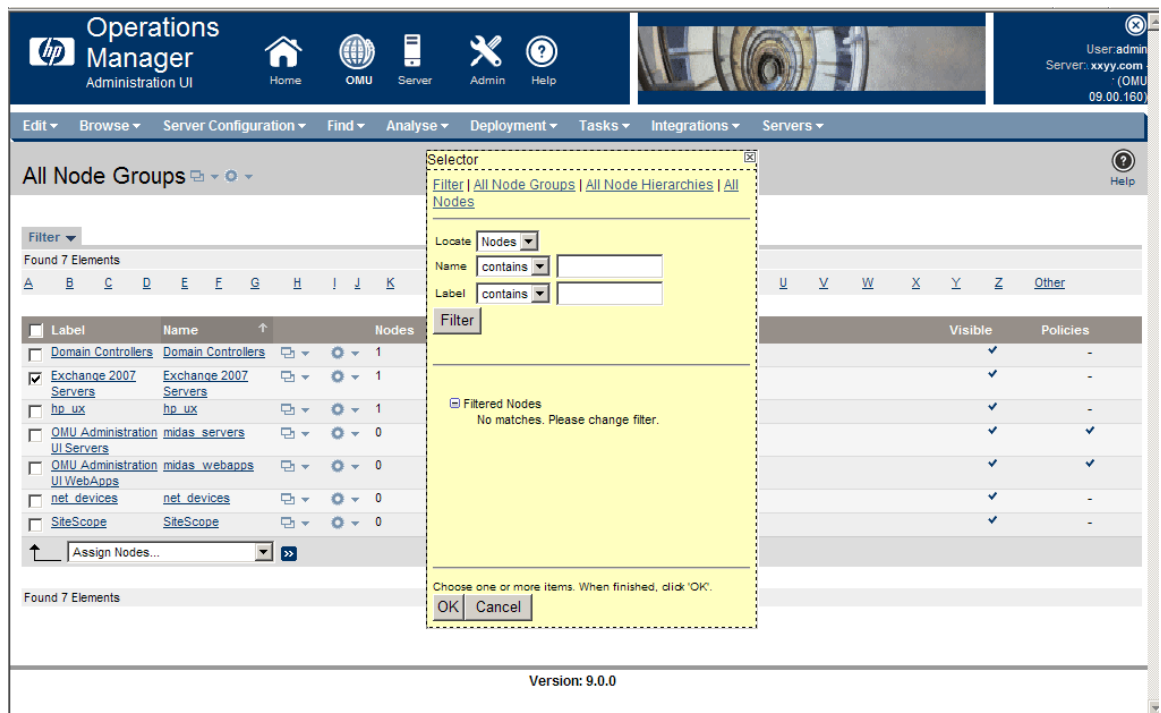 Operations
Manager
Administration UI
hp
Home
OMU
Server
Admin
Help
User:admin
Server:.xxyy.com -
(OMU
09.00.160)
Edit Browse Server Configuration Find Analyse Deployment Tasks Integrations Servers
All Node Groups
Help
Selector
Filter | All Node Groups | All Node Hierarchies | All
Nodes
Locate Nodes
Name contains
Label contains
Filter
Filtered Nodes
No matches. Please change filter.
Choose one or more items. When finished, click 'OK'.
OK Cancel
Filter
Found 7 Elements
A B C D E F G H I J K U V W X Y Z Other
Label Name Nodes Visible Policies
Domain Controllers Domain Controllers 1 -
Exchange 2007 Exchange 2007 1 -
Servers Servers
hp_ux hp_ux 1 -
OMU Administration midas_servers 0
UI Servers
OMU Administration midas_webapps 0
UI WebApps
net_devices net_devices 0 -
SiteScope SiteScope 0 -
Assign Nodes...
Found 7 Elements
Version: 9.0.0